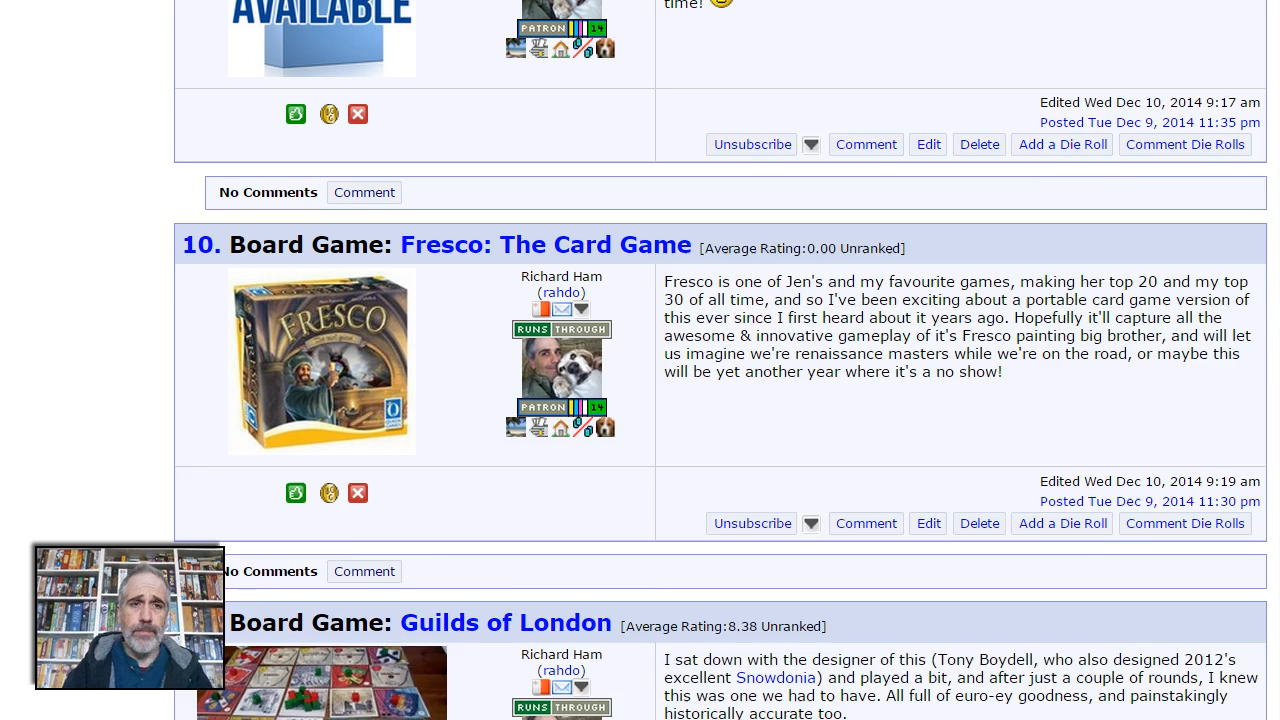 AVAILABLE
time!
PATRON 14
Edited Wed Dec 10, 2014 9:17 am
Posted Tue Dec 9, 2014 11:35 pm
Unsubscribe Comment Edit Delete Add a Die Roll Comment Die Rolls
No Comments Comment
10. Board Game: Fresco: The Card Game [Average Rating:0.00 Unranked]
FRESCO
Richard Ham
(rahdo)
RUNS THROUGH
PATRON 14
Fresco is one of Jen's and my favourite games, making her top 20 and my top
30 of all time, and so I've been exciting about a portable card game version of
this ever since I first heard about it years ago. Hopefully it'll capture all the
awesome & innovative gameplay of it's Fresco painting big brother, and will let
us imagine we're renaissance masters while we're on the road, or maybe this
will be yet another year where it's a no show!
Edited Wed Dec 10, 2014 9:19 am
Posted Tue Dec 9, 2014 11:30 pm
Unsubscribe Comment Edit Delete Add a Die Roll Comment Die Rolls
No Comments Comment
Board Game: Guilds of London [Average Rating:8.38 Unranked]
Richard Ham
(rahdo)
RUNS THROUGH
I sat down with the designer of this (Tony Boydell, who also designed 2012's
excellent Snowdonia) and played a bit, and after just a couple of rounds, I knew
this was one we had to have. All full of euro-ey goodness, and painstakingly
historically accurate too.